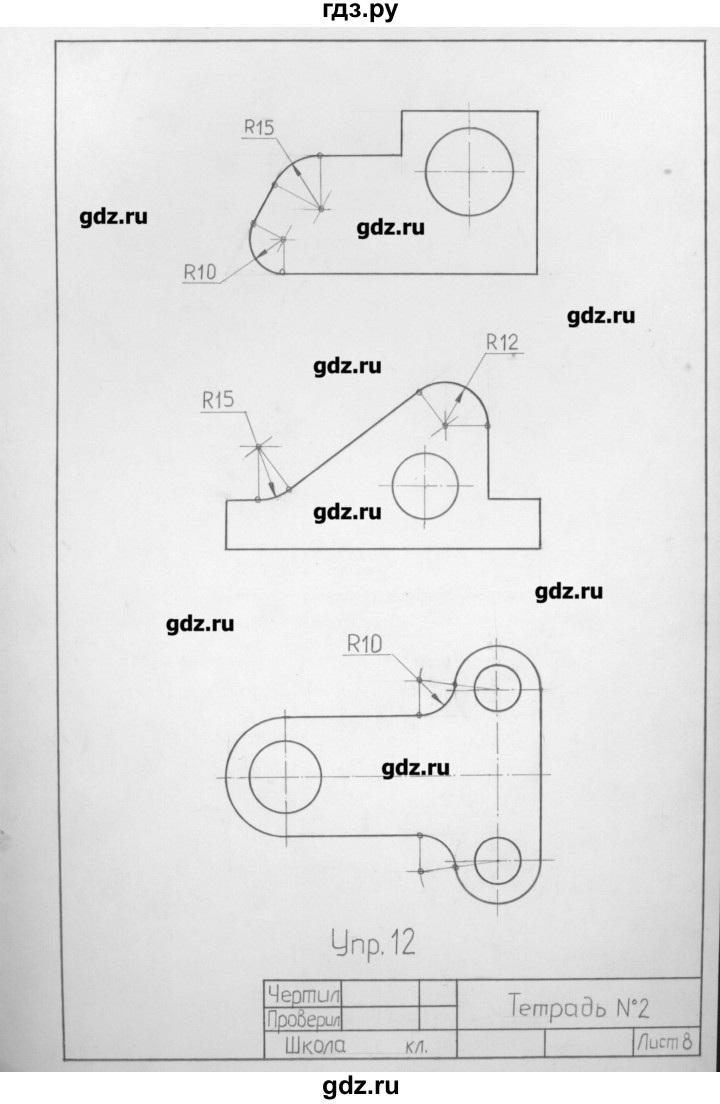 гдз.ру
R15
gdz.ru
gdz.ru
R10
gdz.ru
R12
gdz.ru
R15
gdz.ru
gdz.ru
gdz.ru
R10
gdz.ru
Упр. 12
Чертил
Тетрадь №2
Проверил
Школа кл.
Лист 8
gdz.ru